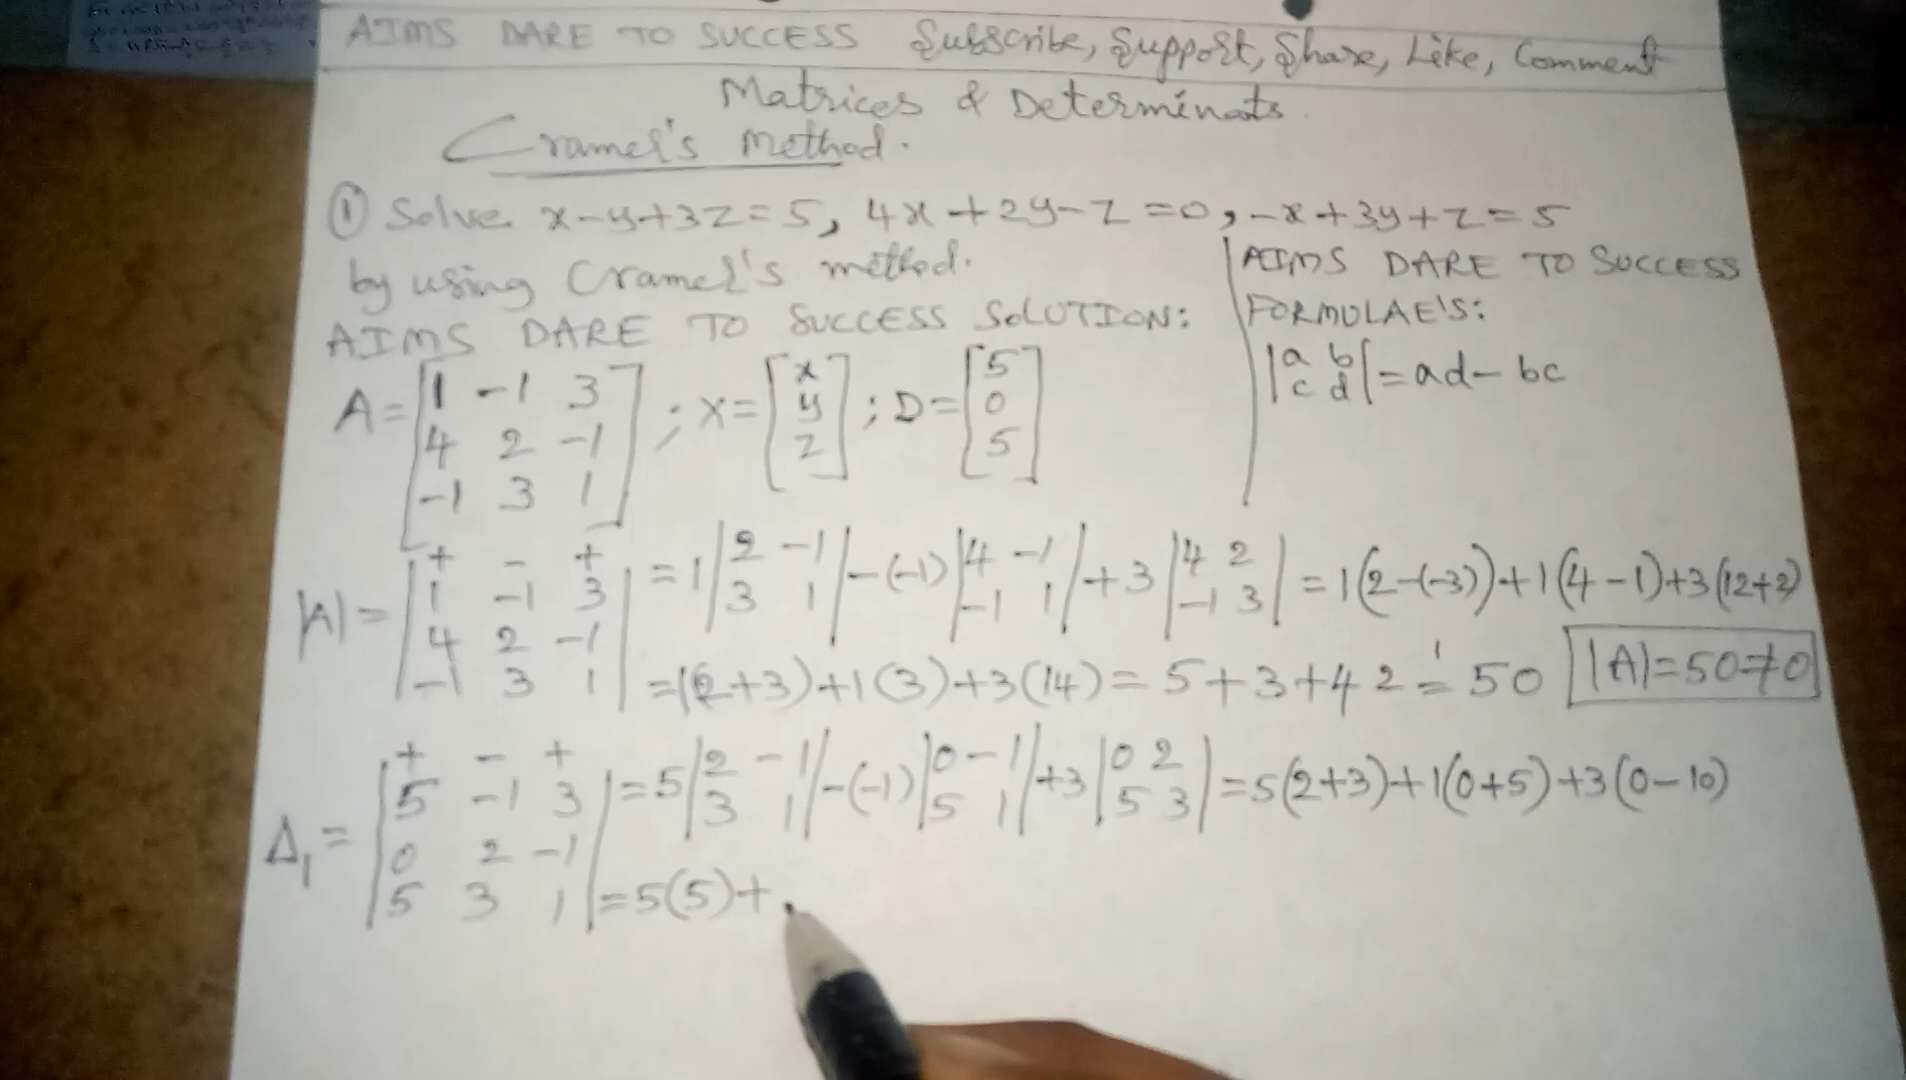 AIMS DARE TO SUCCESS Subscribe, Support, Share, Like, Comment
Matrices & Determinats.
Cramer's Method.
① Solve x-y+3z=5, 4x+2y-z=0, -x+3y+z=5
by using Cramer's method.
AIMS DARE TO SUCCESS SOLUTION:
AIMS DARE TO SUCCESS
FORMULAE'S:
|a b|
|c d| = ad - bc
A = [1 -1 3] ; X = [x] ; D = [5]
[4 2 -1] [y] [0]
[-1 3 1] [z] [5]
+ - +
|A| = |1 -1 3| = 1|2 -1| -(-1)|4 -1| +3|4 2| = 1(2-(-3))+1(4-1)+3(12+2)
|4 2 -1| |3 1| |-1 1| |-1 3|
|-1 3 1| =1(2+3)+1(3)+3(14) = 5+3+42 = 50 |A|=50≠0
+ - +
Δ₁ = |5 -1 3| = 5|2 -1| -(-1)|0 -1| +3|0 2| = 5(2+3)+1(0+5)+3(0-10)
|0 2 -1| |3 1| |5 1| |5 3|
|5 3 1| = 5(5)+